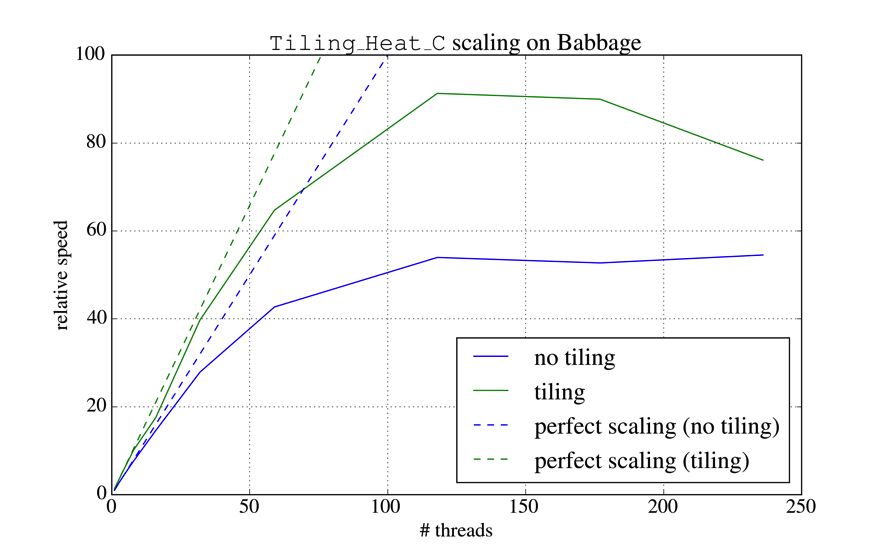 Tiling_Heat_C scaling on Babbage
100
80
60
40
20
0
relative speed
no tiling
tiling
perfect scaling (no tiling)
perfect scaling (tiling)
0 50 100 150 200 250
# threads